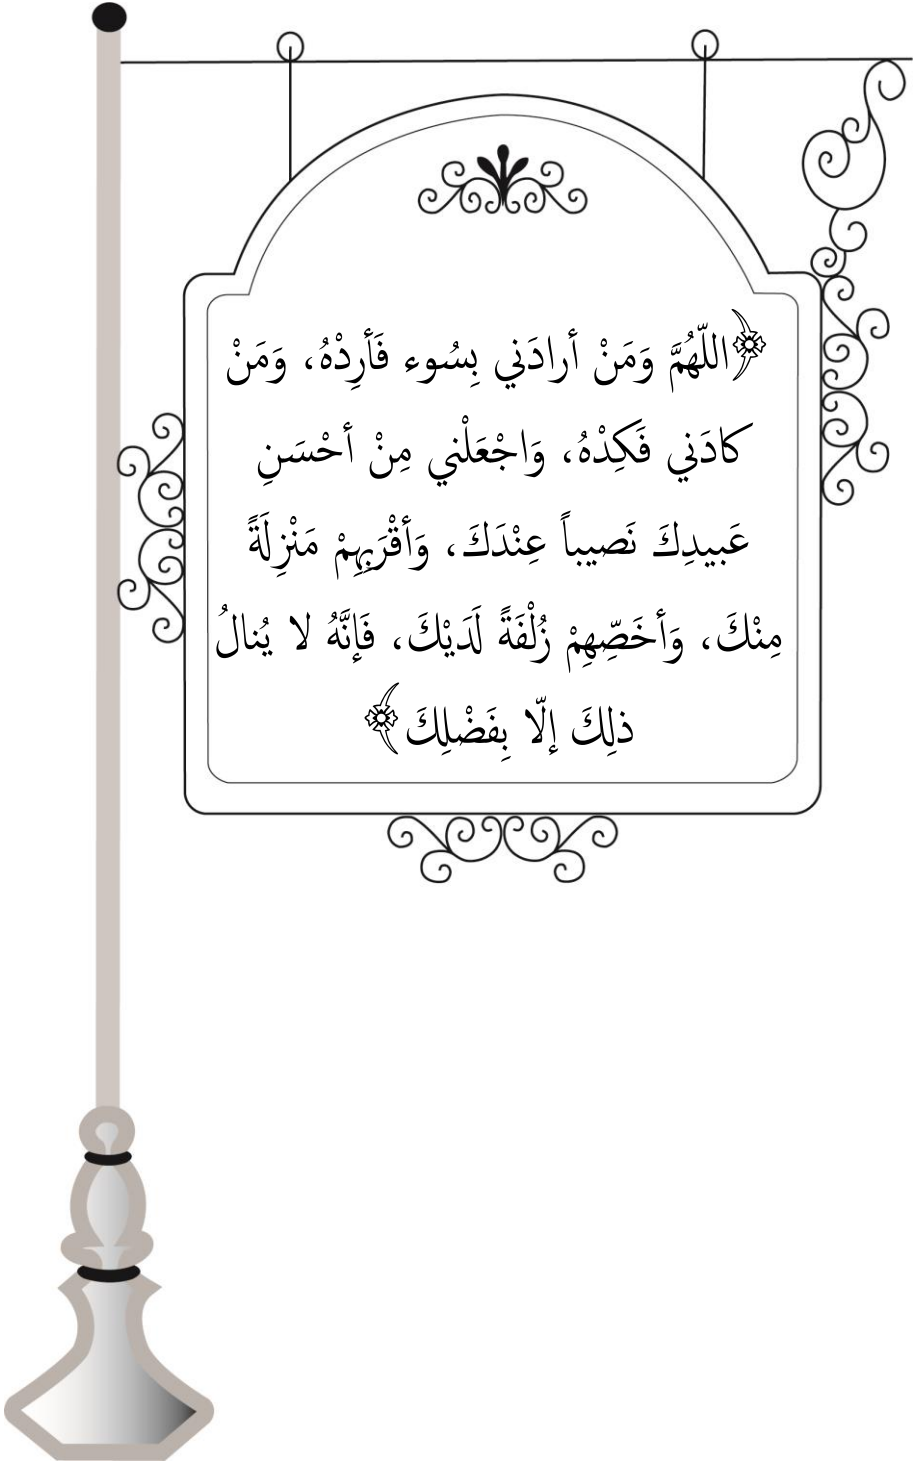 ﴿اللّهُمَّ وَمَنْ أرادَني بِسُوء فَأرِدْهُ، وَمَنْ
كادَني فَكِدْهُ، وَاجْعَلْني مِنْ أحْسَنِ
عَبيدِكَ نَصيباً عِنْدَكَ، وَأقْرَبِهِمْ مَنْزِلَةً
مِنْكَ، وَأخَصِّهِمْ زُلْفَةً لَدَيْكَ، فَإنَّهُ لا يُنالُ
ذلِكَ إلّا بِفَضْلِكَ﴾